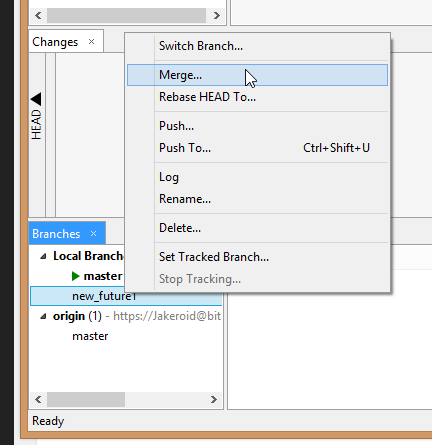 Changes ×
Switch Branch...
Merge...
Rebase HEAD To...
HEAD
Push...
Push To... Ctrl+Shift+U
Log
Rename...
Delete...
Branches ×
Local Branche
Set Tracked Branch...
master
Stop Tracking...
new_future1
origin (1) - https://Jakeroid@bit
master
Ready